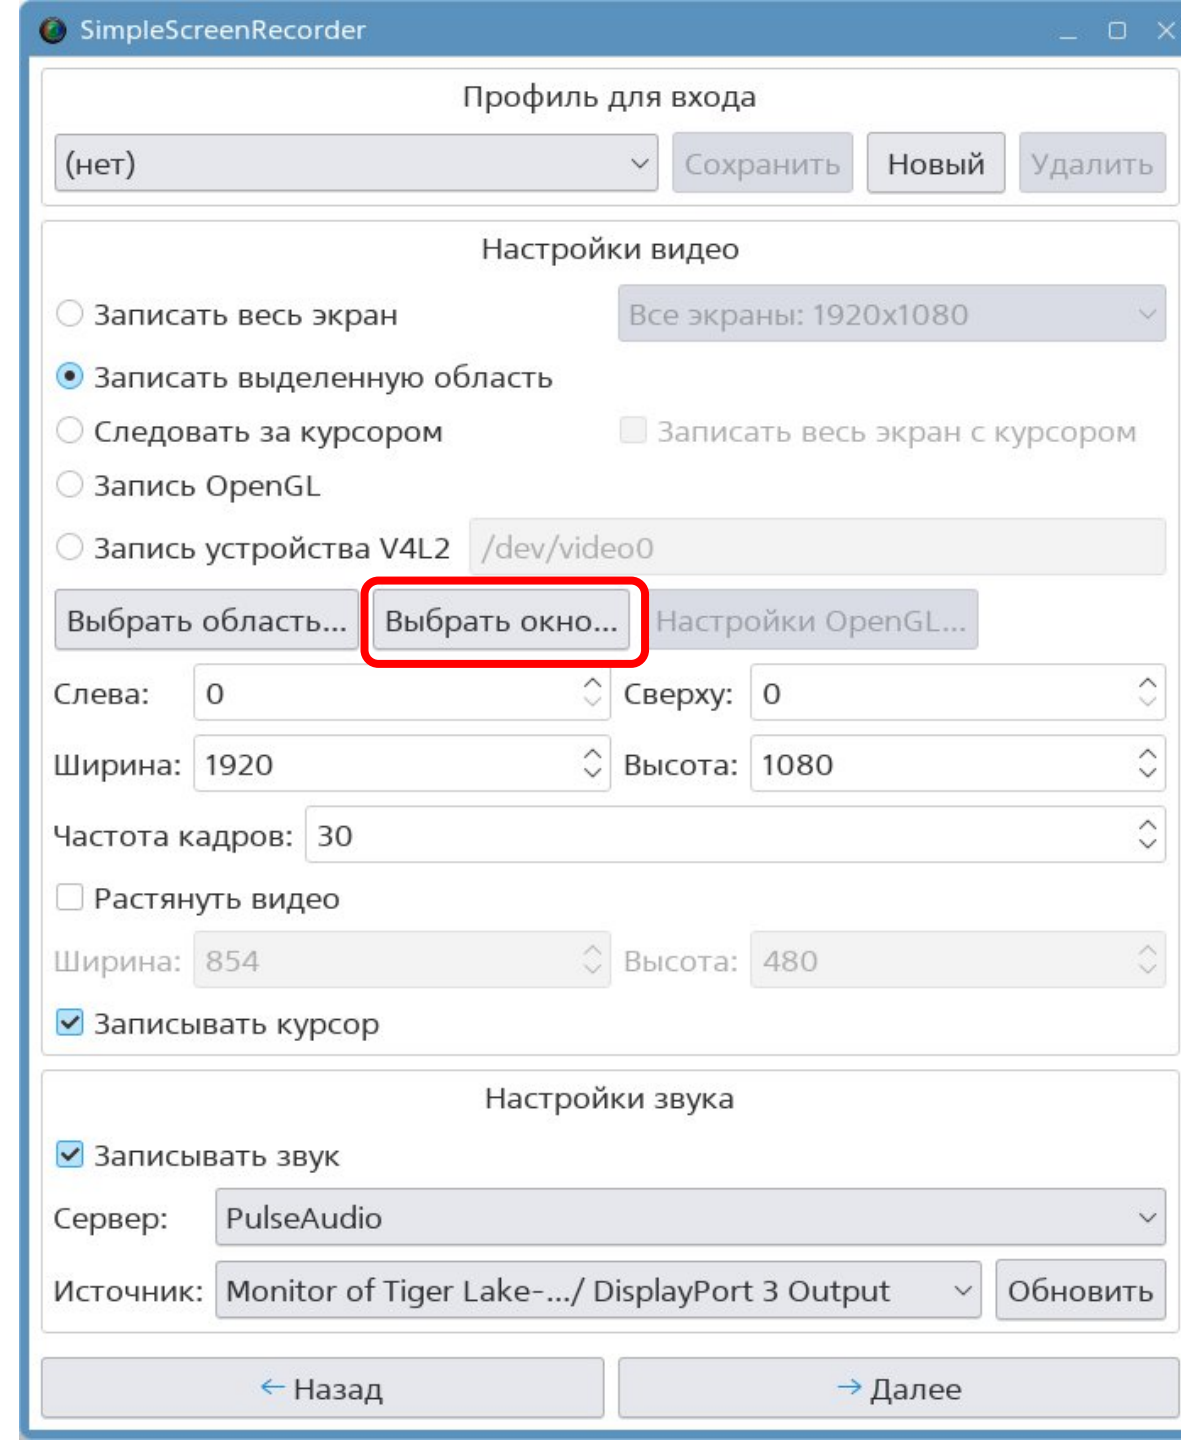 SimpleScreenRecorder
Профиль для входа
(нет) Сохранить Новый Удалить
Настройки видео
Записать весь экран Все экраны: 1920x1080
Записать выделенную область
Следовать за курсором Записать весь экран с курсором
Запись OpenGL
Запись устройства V4L2 /dev/video0
Выбрать область... Выбрать окно... Настройки OpenGL...
Слева: 0 Сверху: 0
Ширина: 1920 Высота: 1080
Частота кадров: 30
Растянуть видео
Ширина: 854 Высота: 480
Записывать курсор
Настройки звука
Записывать звук
Сервер: PulseAudio
Источник: Monitor of Tiger Lake-.../ DisplayPort 3 Output Обновить
← Назад → Далее